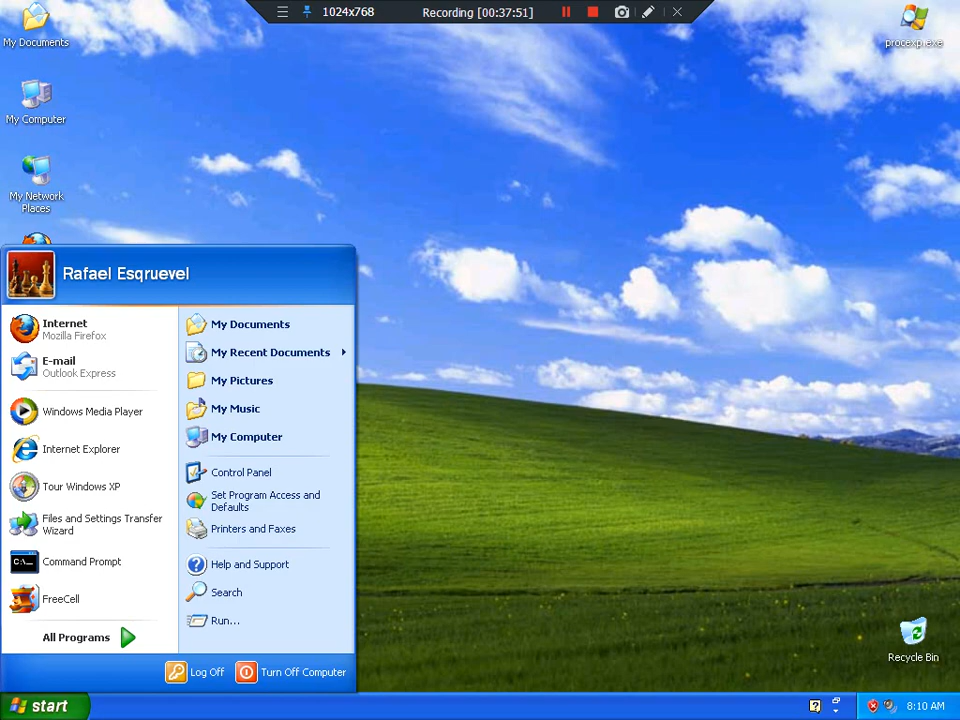 1024x768
Recording [00:37:51]
My Documents
procexp.exe
My Computer
My Network
Places
Rafael Esqruevel
Internet
Mozilla Firefox
E-mail
Outlook Express
Windows Media Player
Internet Explorer
Tour Windows XP
Files and Settings Transfer
Wizard
Command Prompt
FreeCell
All Programs
My Documents
My Recent Documents
My Pictures
My Music
My Computer
Control Panel
Set Program Access and
Defaults
Printers and Faxes
Help and Support
Search
Run...
Log Off
Turn Off Computer
Recycle Bin
start
8:10 AM